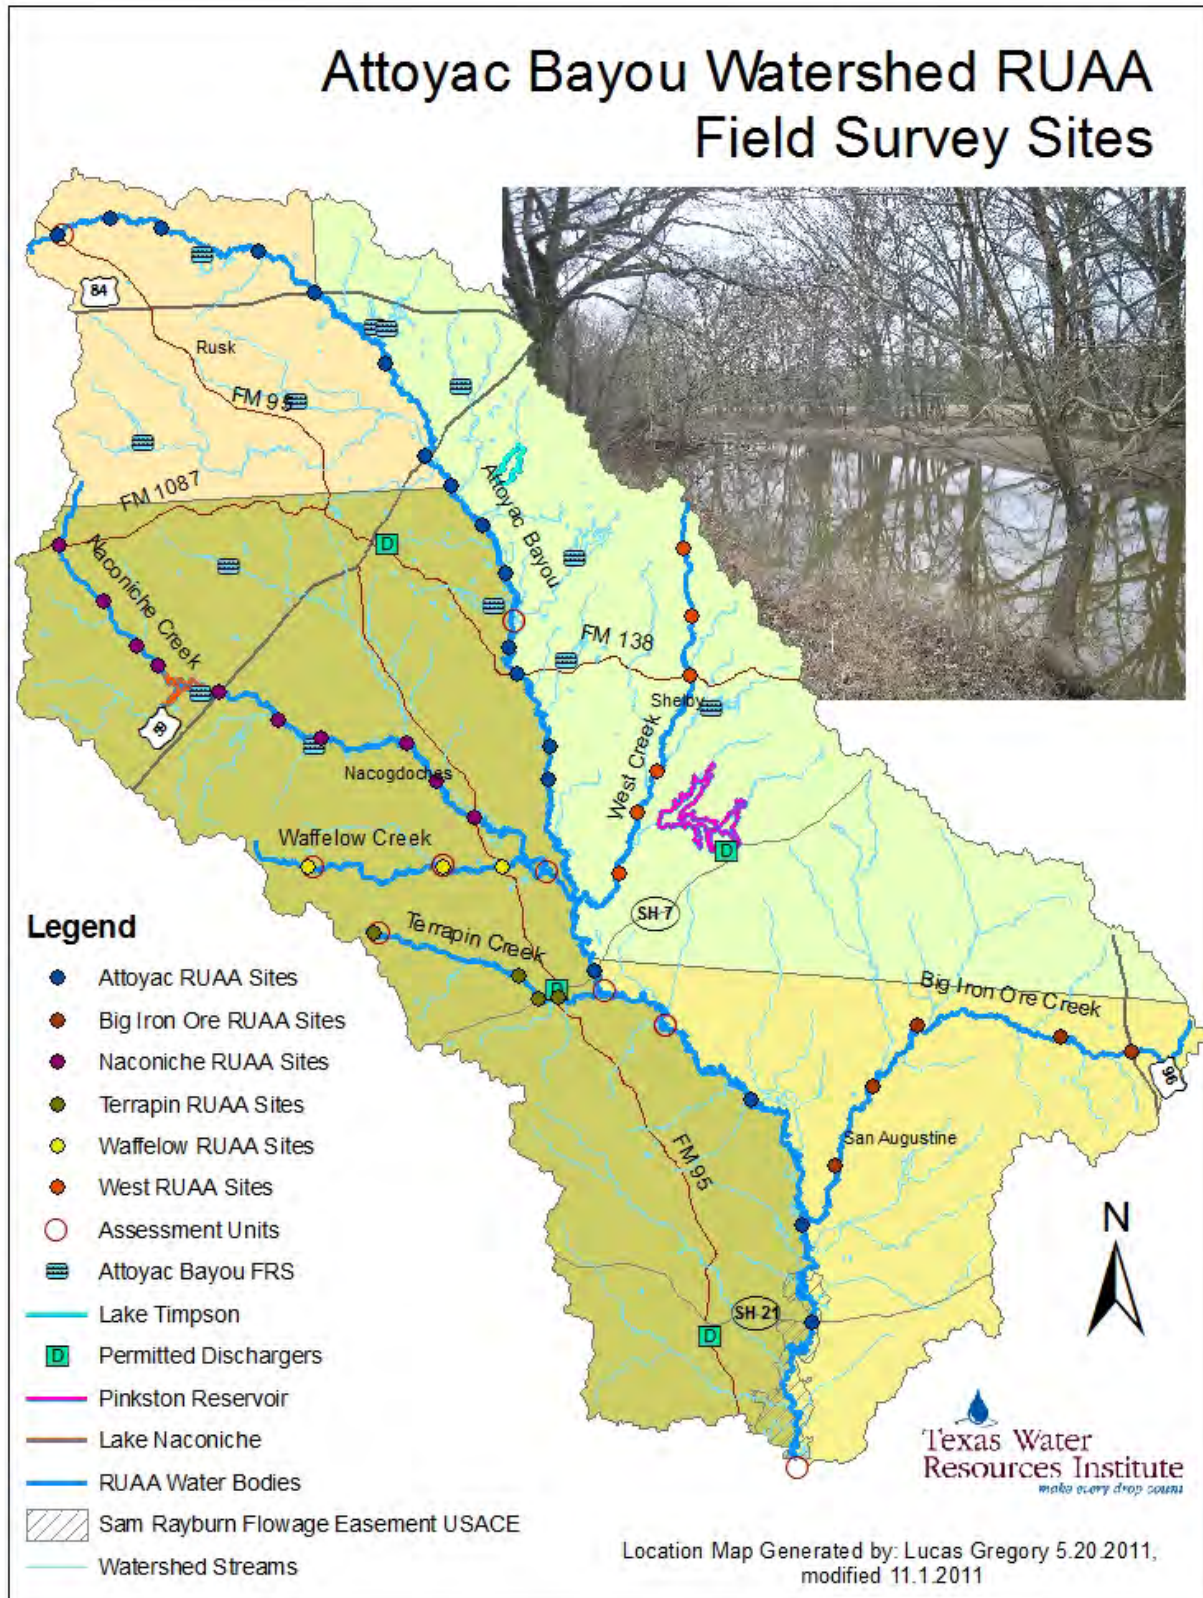 Attoyac Bayou Watershed RUAA
Field Survey Sites
84
Rusk
FM 95
FM 1087
Attoyac Bayou
D
Naconiche Creek
FM 138
Shelby
59
West Creek
Nacogdoches
Waffelow Creek
D
SH 7
Terrapin Creek
D
Big Iron Ore Creek
96
San Augustine
FM 95
SH 21
D
N
Legend
Attoyac RUAA Sites
Big Iron Ore RUAA Sites
Naconiche RUAA Sites
Terrapin RUAA Sites
Waffelow RUAA Sites
West RUAA Sites
Assessment Units
Attoyac Bayou FRS
Lake Timpson
D Permitted Dischargers
Pinkston Reservoir
Lake Naconiche
RUAA Water Bodies
Sam Rayburn Flowage Easement USACE
Watershed Streams
Texas Water
Resources Institute
make every drop count
Location Map Generated by: Lucas Gregory 5.20.2011,
modified 11.1.2011